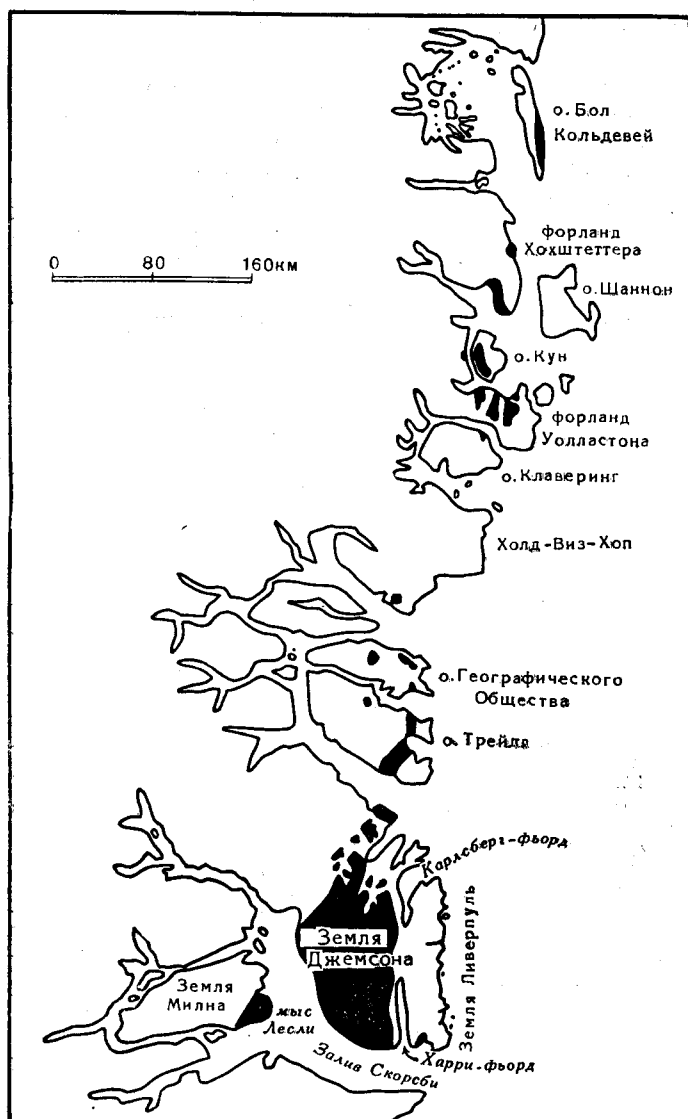 о. Бол
Кольдевей
форланд
Хохштеттера
0 80 160км
о. Шаннон
о. Кун
форланд
Уолластона
о. Клаверинг
Холд-Виз-Хоп
о. Географического
Общества
о. Трейла
Карлсберг-фьорд
Земля
Джемсона
Земля Ливерпуль
Земля
Милна
мыс
Лесли
Залив Скорсби
Харри-фьорд